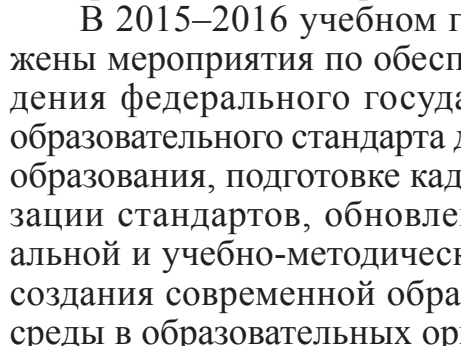 В 2015–2016 учебном г
жены мероприятия по обесп
дения федерального госуда
образовательного стандарта д
образования, подготовке кад
зации стандартов, обновле
альной и учебно-методическ
создания современной обра
среды в образовательных орг